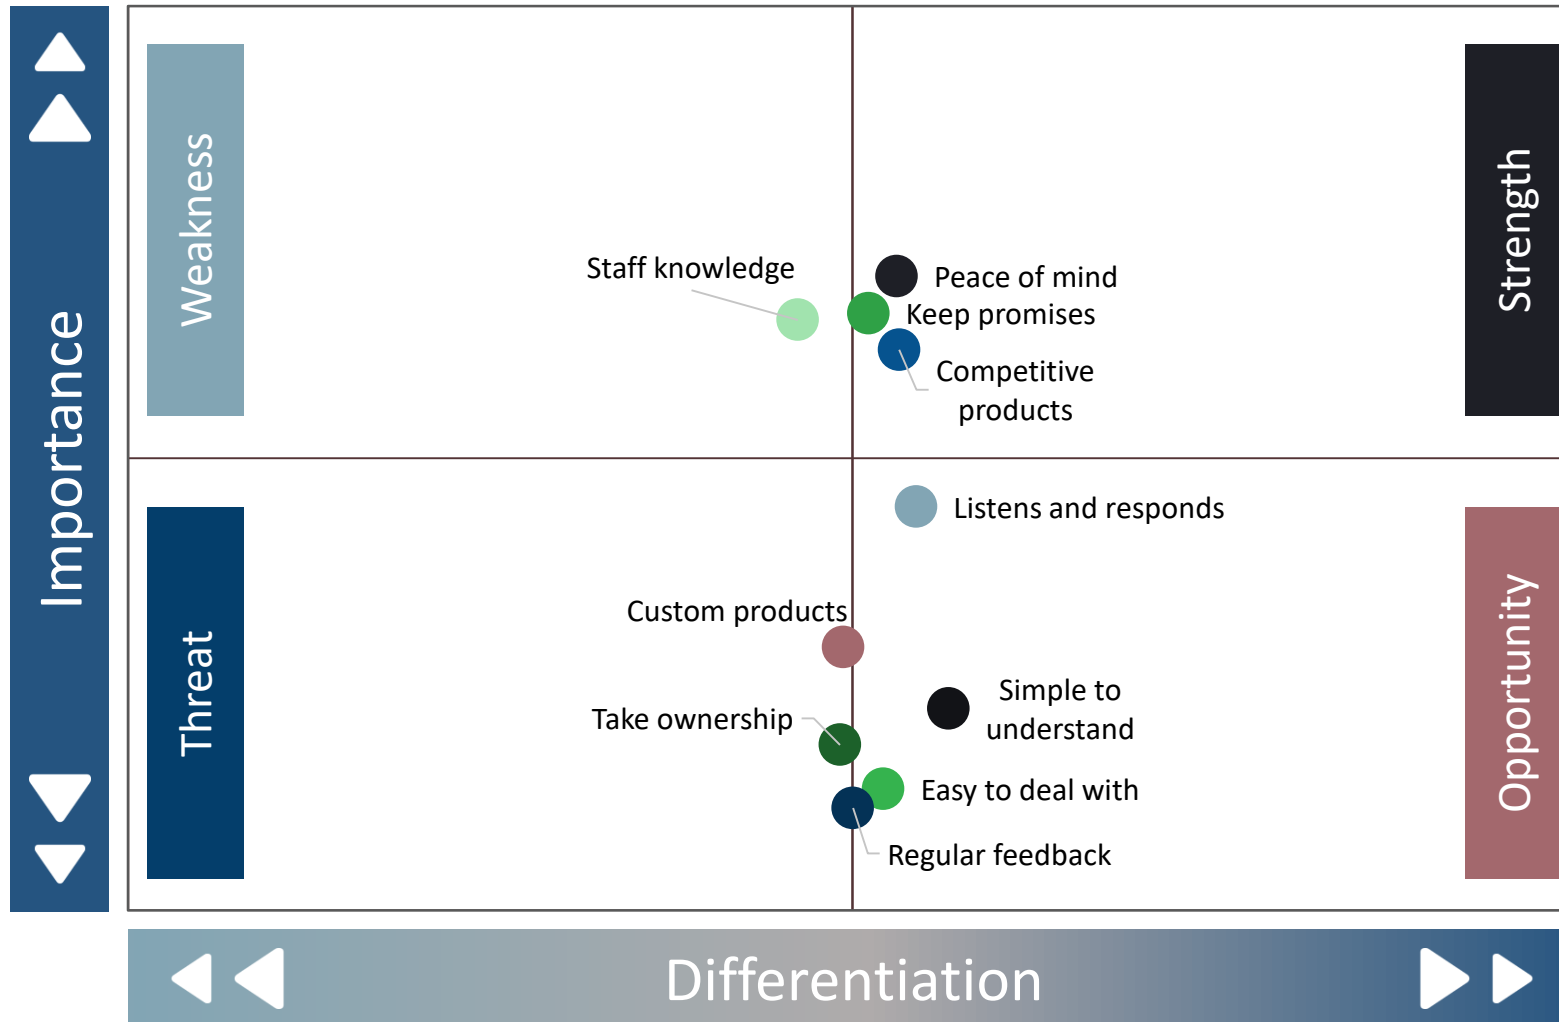 Importance
Weakness
Strength
Staff knowledge
Peace of mind
Keep promises
Competitive
products
Threat
Opportunity
Listens and responds
Custom products
Simple to
understand
Take ownership
Easy to deal with
Regular feedback
Differentiation